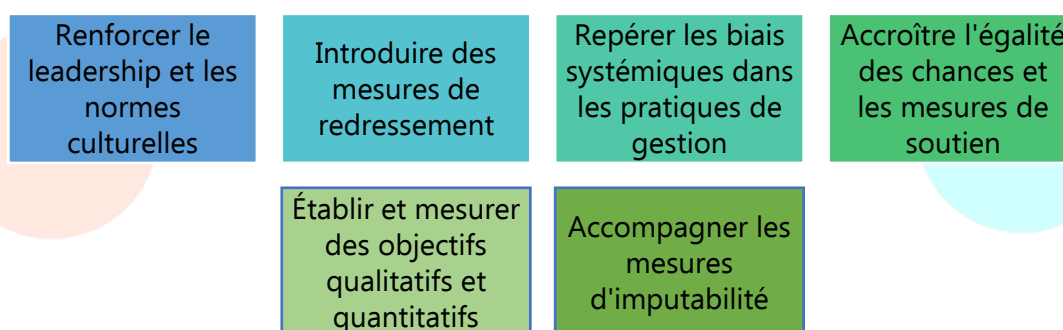 Renforcer le
leadership et les
normes
culturelles
Introduire des
mesures de
redressement
Repérer les biais
systémiques dans
les pratiques de
gestion
Accroître l'égalité
des chances et
les mesures de
soutien
Établir et mesurer
des objectifs
qualitatifs et
quantitatifs
Accompagner les
mesures
d'imputabilité